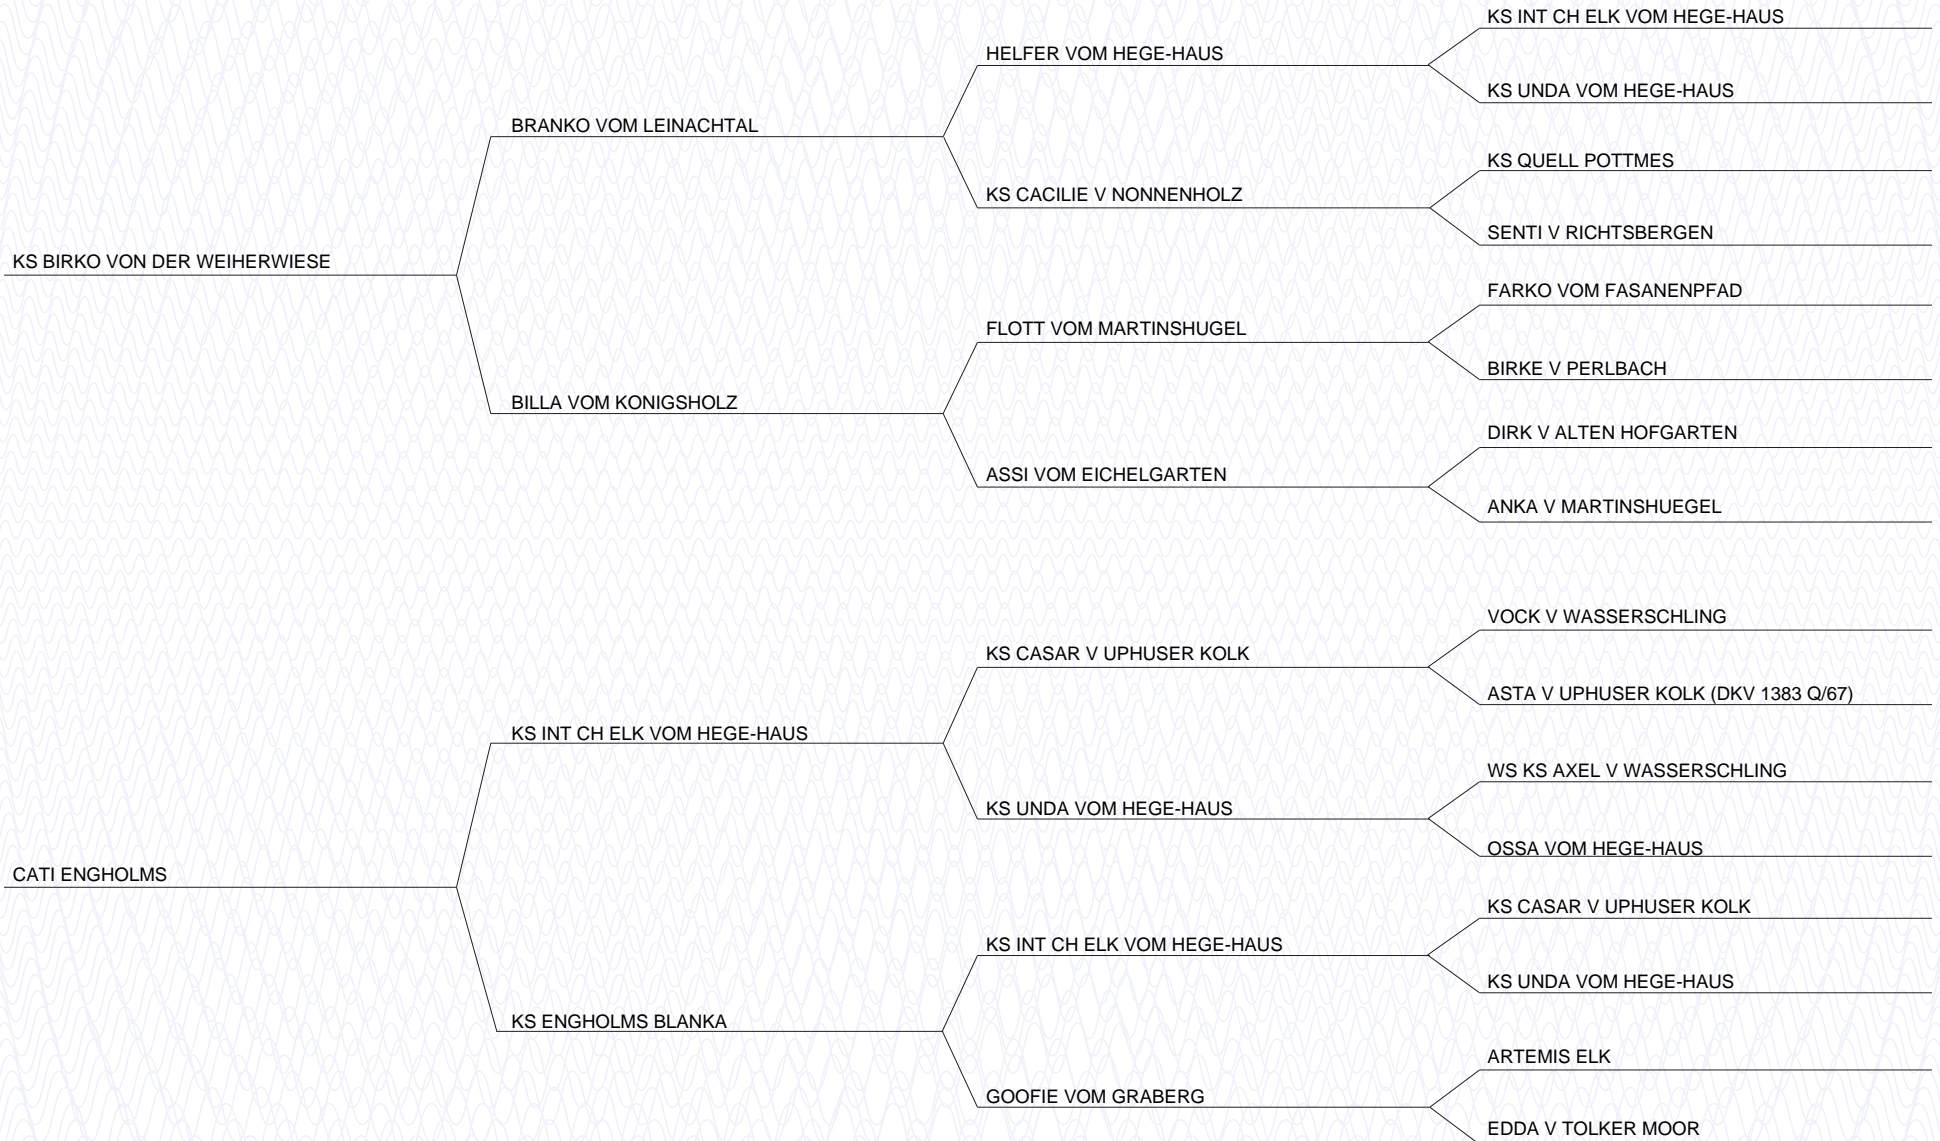 KS INT CH ELK VOM HEGE-HAUS
HELFER VOM HEGE-HAUS
KS UNDA VOM HEGE-HAUS
BRANKO VOM LEINACHTAL
KS QUELL POTTMES
KS CACILIE V NONNENHOLZ
SENTI V RICHTSBERGEN
KS BIRKO VON DER WEIHERWIESE
FARKO VOM FASANENPFAD
FLOTT VOM MARTINSHUGEL
BIRKE V PERLBACH
BILLA VOM KONIGSHOLZ
DIRK V ALTEN HOFGARTEN
ASSI VOM EICHELGARTEN
ANKA V MARTINSHUEGEL
VOCK V WASSERSCHLING
KS CASAR V UPHUSER KOLK
ASTA V UPHUSER KOLK (DKV 1383 Q/67)
KS INT CH ELK VOM HEGE-HAUS
WS KS AXEL V WASSERSCHLING
KS UNDA VOM HEGE-HAUS
OSSA VOM HEGE-HAUS
CATI ENGHOLMS
KS CASAR V UPHUSER KOLK
KS INT CH ELK VOM HEGE-HAUS
KS UNDA VOM HEGE-HAUS
KS ENGHOLMS BLANKA
ARTEMIS ELK
GOOFIE VOM GRABERG
EDDA V TOLKER MOOR